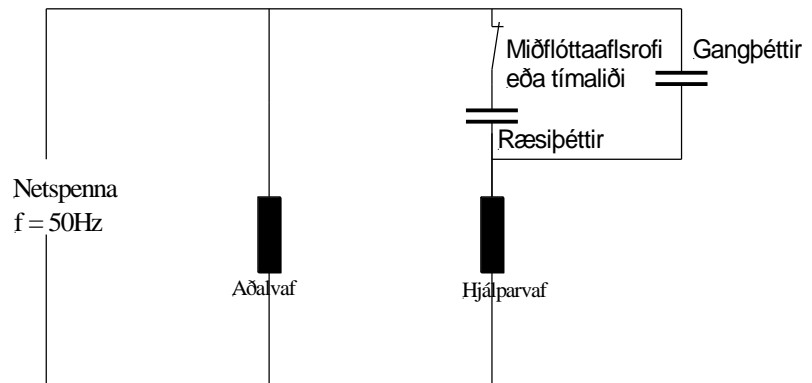 Miðflóttaaflsrofi
eða tímaliði
Gangþéttir
Ræsiþéttir
Netspenna
f = 50Hz
Aðalvaf
Hjálparvaf